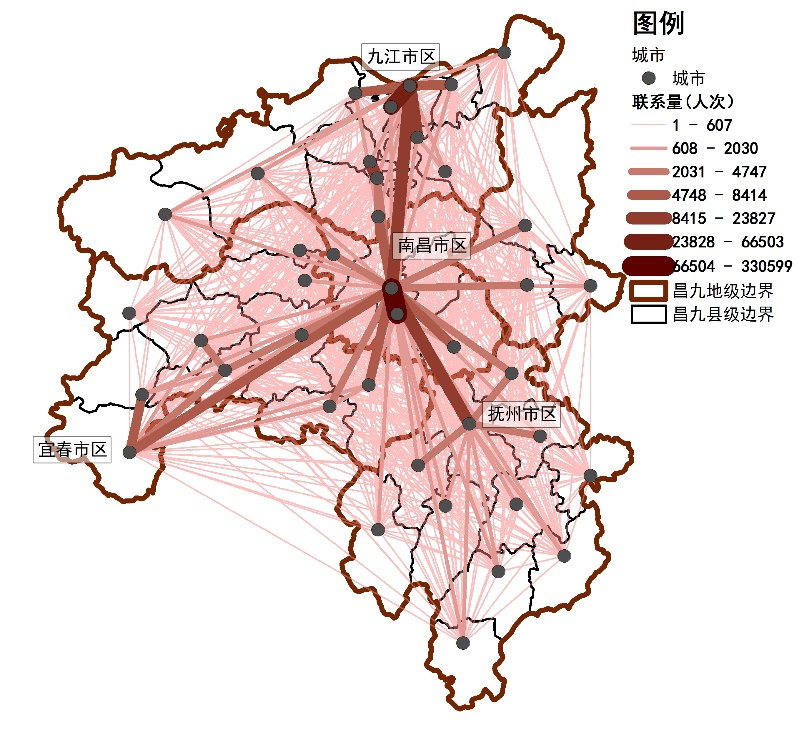 九江市区
南昌市区
抚州市区
宜春市区
图例
城市
城市
联系量(人次)
1 - 607
608 - 2030
2031 - 4747
4748 - 8414
8415 - 23827
23828 - 66503
66504 - 330599
昌九地级边界
昌九县级边界